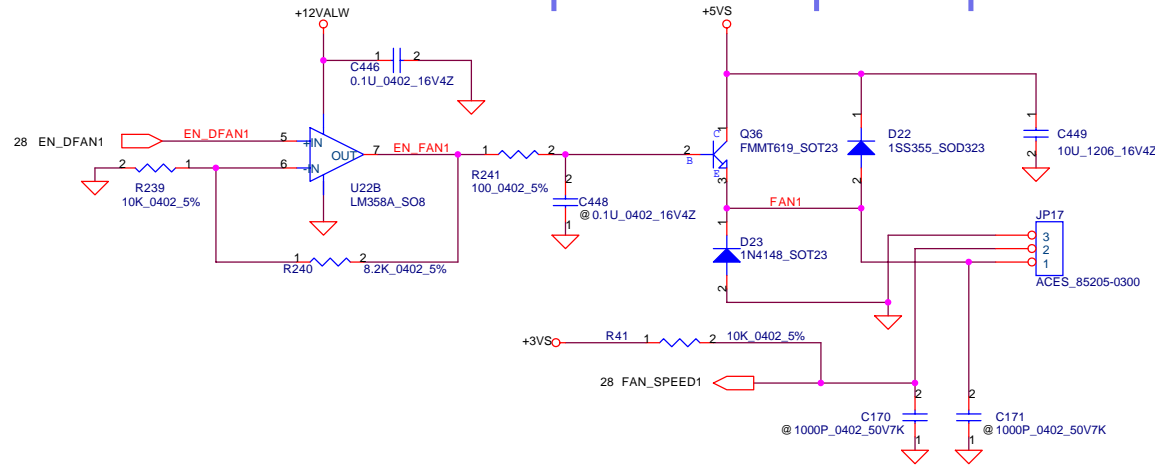 +12VALW
+5VS
1
2
C446
0.1U_0402_16V4Z
28 EN_DFAN1
EN_DFAN1
5
+IN
OUT
7
EN_FAN1
6
-IN
2
1
R239
10K_0402_5%
U22B
LM358A_SO8
1
2
R241
100_0402_5%
2
C448
@0.1U_0402_16V4Z
1
1
R240
2
8.2K_0402_5%
1
C
2
B
E
3
Q36
FMMT619_SOT23
1
D22
1SS355_SOD323
2
1
C449
10U_1206_16V4Z
2
FAN1
1
D23
1N4148_SOT23
2
JP17
3
2
1
ACES_85205-0300
+3VS
R41
1
2
10K_0402_5%
28 FAN_SPEED1
2
C170
@1000P_0402_50V7K
1
2
C171
@1000P_0402_50V7K
1